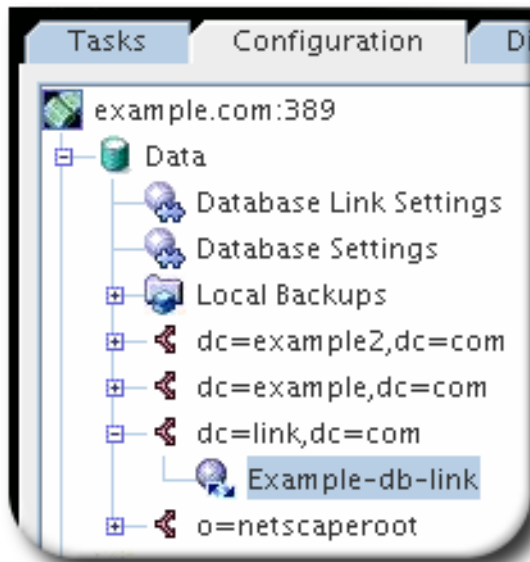 Tasks Configuration
example.com:389
Data
Database Link Settings
Database Settings
Local Backups
dc=example2,dc=com
dc=example,dc=com
dc=link,dc=com
Example-db-link
o=netscaperoot